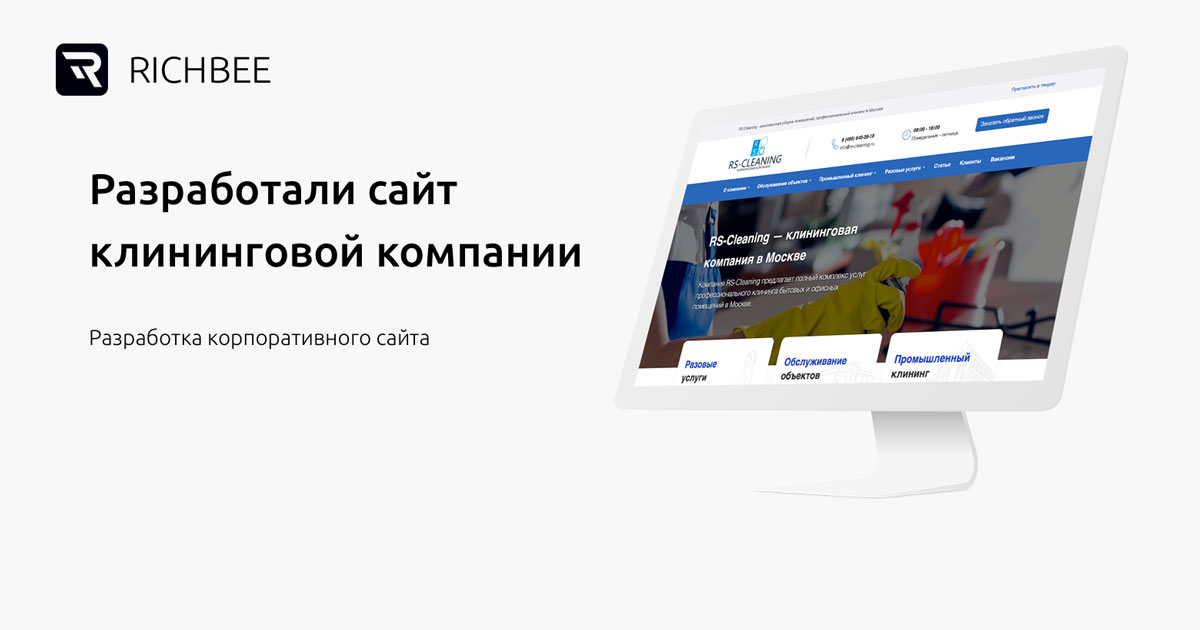 RICHBEE
Разработали сайт
клининговой компании
Разработка корпоративного сайта
Пригласить в тендер
RS-Cleaning - комплексная уборка помещений, профессиональный клининг в Москве
RS-CLEANING
8 (495) 640-09-18
info@rs-cleaning.ru
09:00 - 18:00
Понедельник - пятница
Заказать обратный звонок
О компании
Обслуживание объектов
Промышленный клининг
Разовые услуги
Статьи
Клиенты
Вакансии
RS-Cleaning — клининговая
компания в Москве
Компания RS-Cleaning предлагает полный комплекс услуг
профессионального клининга бытовых и офисных
помещений в Москве.
Разовые
услуги
Обслуживание
объектов
Промышленный
клининг